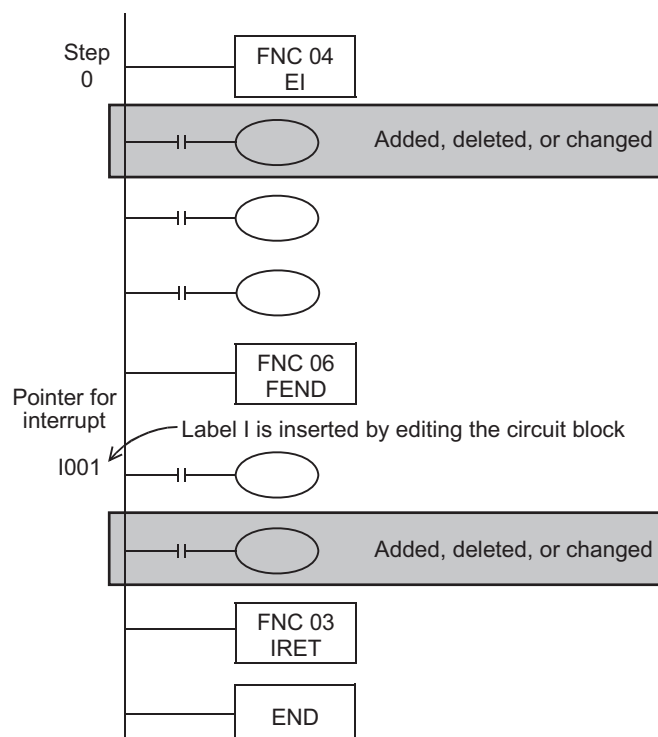 Step
0
FNC 04
EI
Added, deleted, or changed
FNC 06
FEND
Pointer for
interrupt
Label I is inserted by editing the circuit block
I001
Added, deleted, or changed
FNC 03
IRET
END